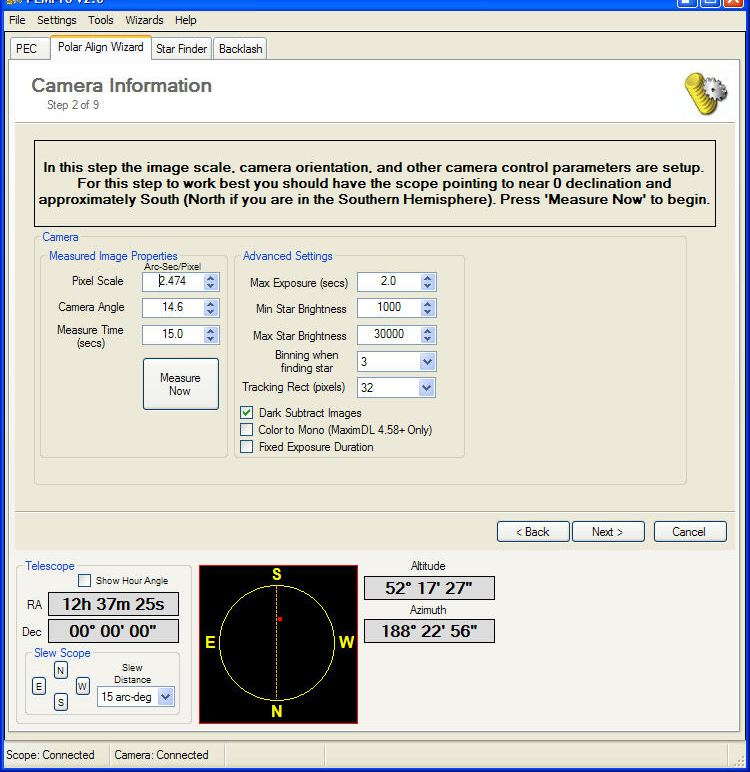 PEMPro V2.0
File Settings Tools Wizards Help
PEC Polar Align Wizard Star Finder Backlash
Camera Information
Step 2 of 9
In this step the image scale, camera orientation, and other camera control parameters are setup.
For this step to work best you should have the scope pointing to near 0 declination and
approximately South (North if you are in the Southern Hemisphere). Press 'Measure Now' to begin.
Camera
Measured Image Properties
Arc-Sec/Pixel
Pixel Scale 2.474
Camera Angle 14.6
Measure Time
(secs)
15.0
Measure
Now
Advanced Settings
Max Exposure (secs) 2.0
Min Star Brightness 1000
Max Star Brightness 30000
Binning when
finding star
3
Tracking Rect (pixels) 32
Dark Subtract Images
Color to Mono (MaximDL 4.58+ Only)
Fixed Exposure Duration
< Back Next > Cancel
Telescope
Show Hour Angle
RA 12h 37m 25s
Dec 00° 00' 00"
Slew Scope
N
E W
S
Slew
Distance
15 arc-deg
S
E W
N
Altitude
52° 17' 27"
Azimuth
188° 22' 56"
Scope: Connected Camera: Connected